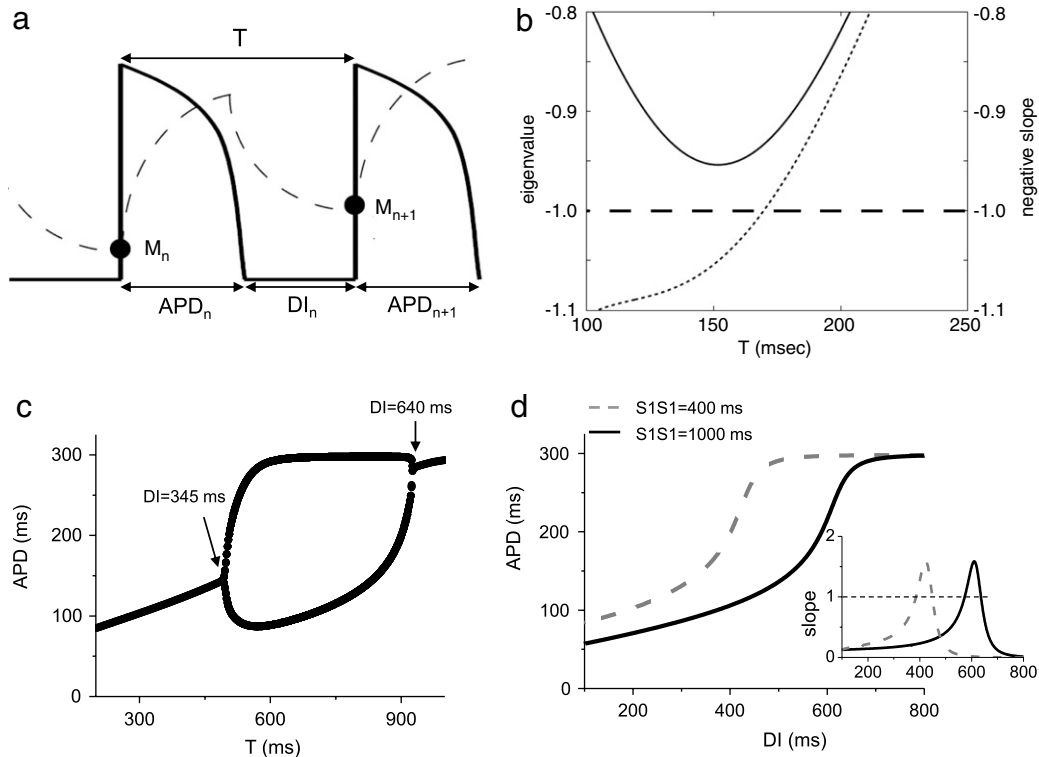 a
T
M_n
M_{n+1}
APD_n
DI_n
APD_{n+1}
b
-0.8
-0.9
-1.0
-1.1
eigenvalue
-0.8
-0.9
-1.0
-1.1
negative slope
100
150
200
250
T (msec)
c
DI=640 ms
DI=345 ms
300
200
100
0
APD (ms)
300
600
900
T (ms)
d
S1S1=400 ms
S1S1=1000 ms
300
200
100
0
APD (ms)
200
400
600
800
DI (ms)
2
1
0
slope
200
400
600
800